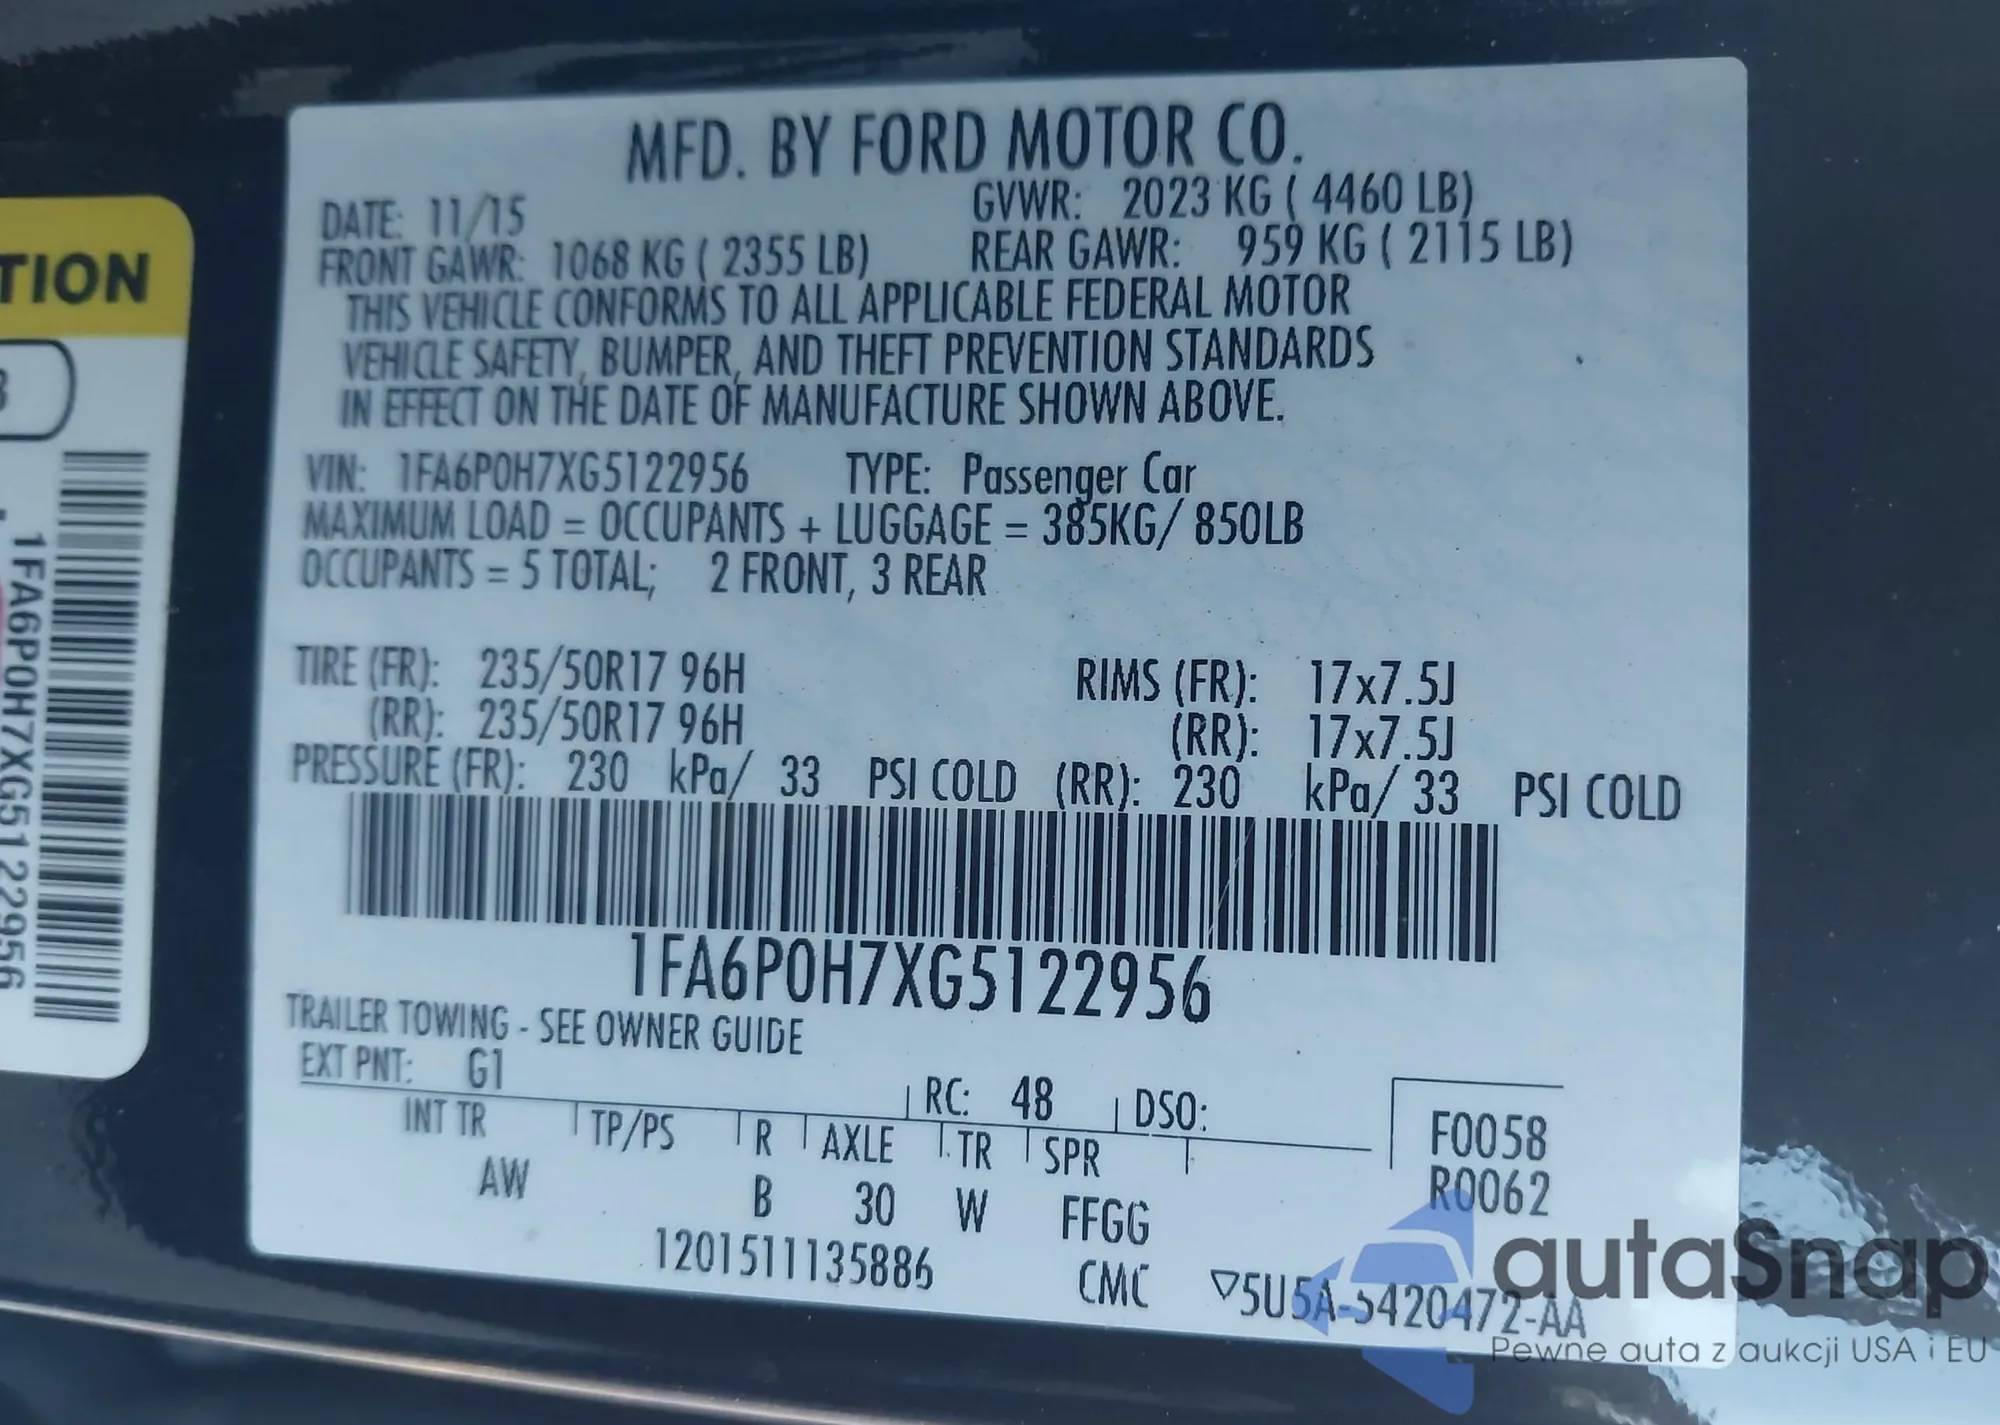 MFD. BY FORD MOTOR CO.
DATE: 11/15 GVWR: 2023 KG ( 4460 LB)
FRONT GAWR: 1068 KG ( 2355 LB) REAR GAWR: 959 KG ( 2115 LB)
THIS VEHICLE CONFORMS TO ALL APPLICABLE FEDERAL MOTOR
VEHICLE SAFETY, BUMPER, AND THEFT PREVENTION STANDARDS
IN EFFECT ON THE DATE OF MANUFACTURE SHOWN ABOVE.
VIN: 1FA6P0H7XG5122956 TYPE: Passenger Car
MAXIMUM LOAD = OCCUPANTS + LUGGAGE = 385KG/ 850LB
OCCUPANTS = 5 TOTAL; 2 FRONT, 3 REAR
TIRE (FR): 235/50R17 96H RIMS (FR): 17x7.5J
(RR): 235/50R17 96H (RR): 17x7.5J
PRESSURE (FR): 230 kPa/ 33 PSI COLD (RR): 230 kPa/ 33 PSI COLD
1FA6P0H7XG5122956
TRAILER TOWING - SEE OWNER GUIDE
EXT PNT: G1 RC: 48 DSO:
INT TR TP/PS R AXLE TR SPR
AW B 30 W FFGG
F0058
R0062
1201511135886 CMC ▽5U5A-5420472-AA
TION
1FA6P0H7XG5122956
autaSnap
Pewne auta z aukcji USA i EU